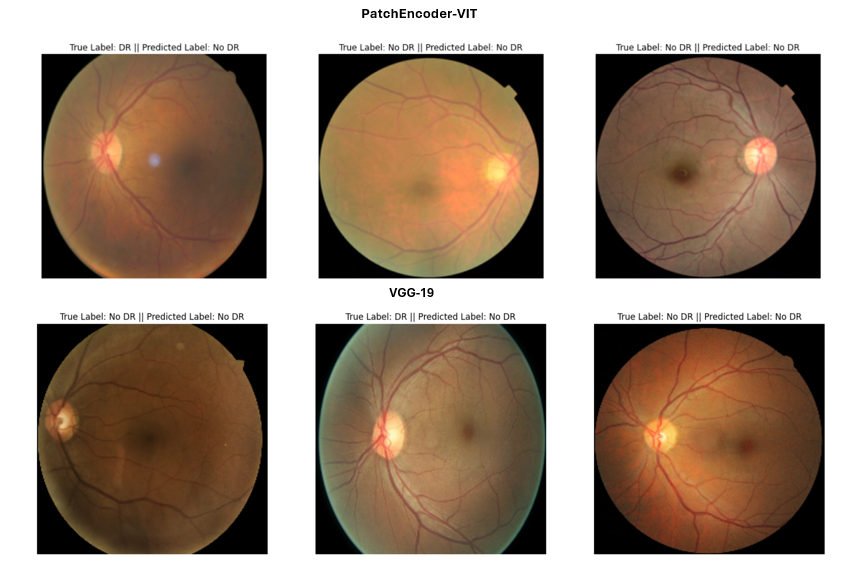 PatchEncoder-VIT
True Label: DR || Predicted Label: No DR
True Label: No DR || Predicted Label: No DR
True Label: No DR || Predicted Label: No DR
VGG-19
True Label: No DR || Predicted Label: No DR
True Label: DR || Predicted Label: No DR
True Label: No DR || Predicted Label: No DR